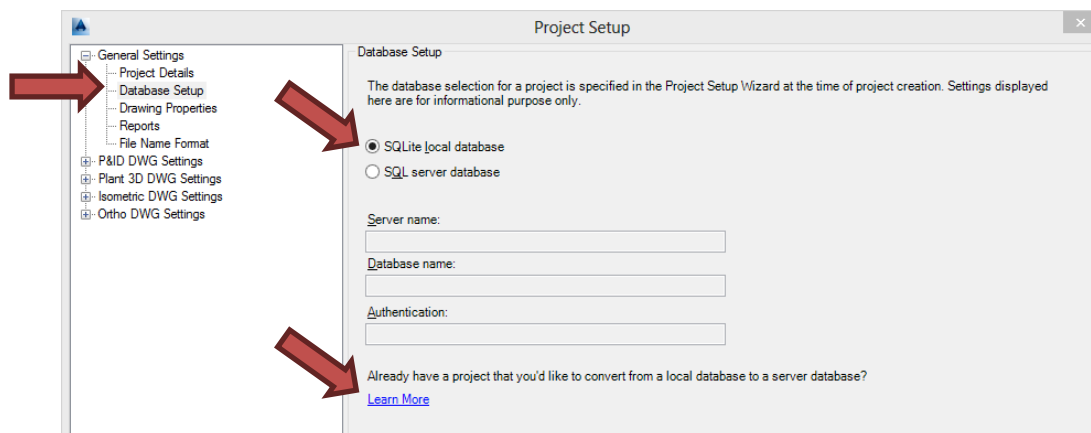 Project Setup
General Settings
Project Details
Database Setup
Drawing Properties
Reports
File Name Format
P&ID DWG Settings
Plant 3D DWG Settings
Isometric DWG Settings
Ortho DWG Settings
Database Setup
The database selection for a project is specified in the Project Setup Wizard at the time of project creation. Settings displayed
here are for informational purpose only.
SQLite local database
SQL server database
Server name:
Database name:
Authentication:
Already have a project that you'd like to convert from a local database to a server database?
Learn More